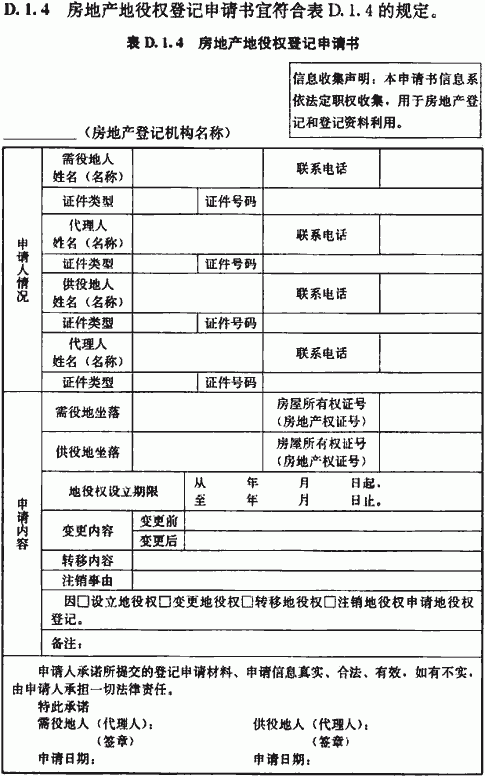 D.1.4 房地产地役权登记申请书宜符合表 D.1.4 的规定。
表 D.1.4 房地产地役权登记申请书
信息收集声明：本申请书信息系
依法定职权收集，用于房地产登
记和登记资料利用。
________（房地产登记机构名称）
申请人情况
需役地人
姓名（名称）
联系电话
证件类型 证件号码
代理人
姓名（名称）
联系电话
证件类型 证件号码
供役地人
姓名（名称）
联系电话
证件类型 证件号码
代理人
姓名（名称）
联系电话
证件类型 证件号码
申请内容
需役地坐落
房屋所有权证号
（房地产权证号）
供役地坐落
房屋所有权证号
（房地产权证号）
地役权设立期限
从 年 月 日起，
至 年 月 日止。
变更内容
变更前
变更后
转移内容
注销事由
因□设立地役权□变更地役权□转移地役权□注销地役权申请地役权
登记。
备注：
申请人承诺所提交的登记申请材料、申请信息真实、合法、有效，如有不实，
由申请人承担一切法律责任。
特此承诺
需役地人（代理人）： 供役地人（代理人）：
（签章） （签章）
申请日期： 申请日期：